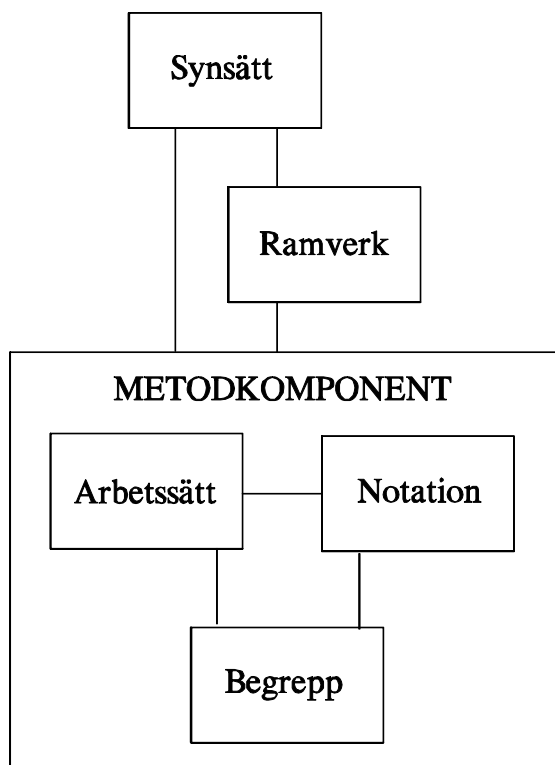 Synsätt
Ramverk
METODKOMPONENT
Arbetssätt
Notation
Begrepp